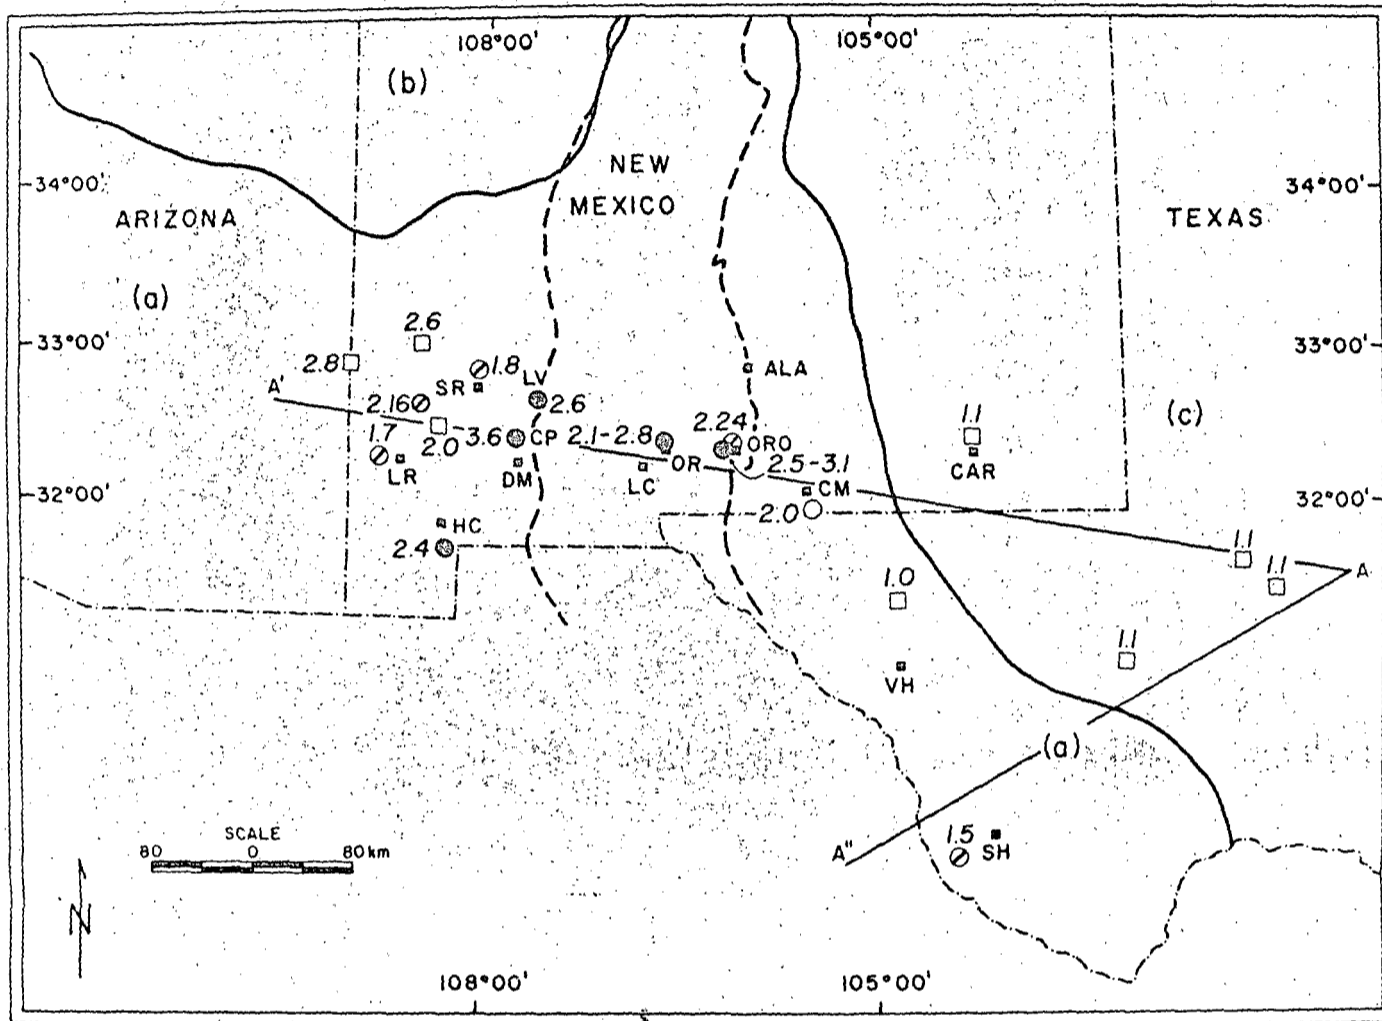 108°00'
105°00'
(b)
NEW
MEXICO
34°00'
34°00'
ARIZONA
TEXAS
(a)
33°00'
33°00'
2.6
2.8
1.8
LV
SR
ALA
A'
2.16
2.6
(c)
1.1
2.0
3.6
CP
2.1-2.8
2.24
ORO
1.7
LR
DM
LC
OR
2.5-3.1
CM
CAR
32°00'
32°00'
2.0
HC
2.4
1.1
1.1
A
1.0
1.1
VH
(a)
SCALE
80 0 80 km
A"
1.5
SH
N
108°00'
105°00'